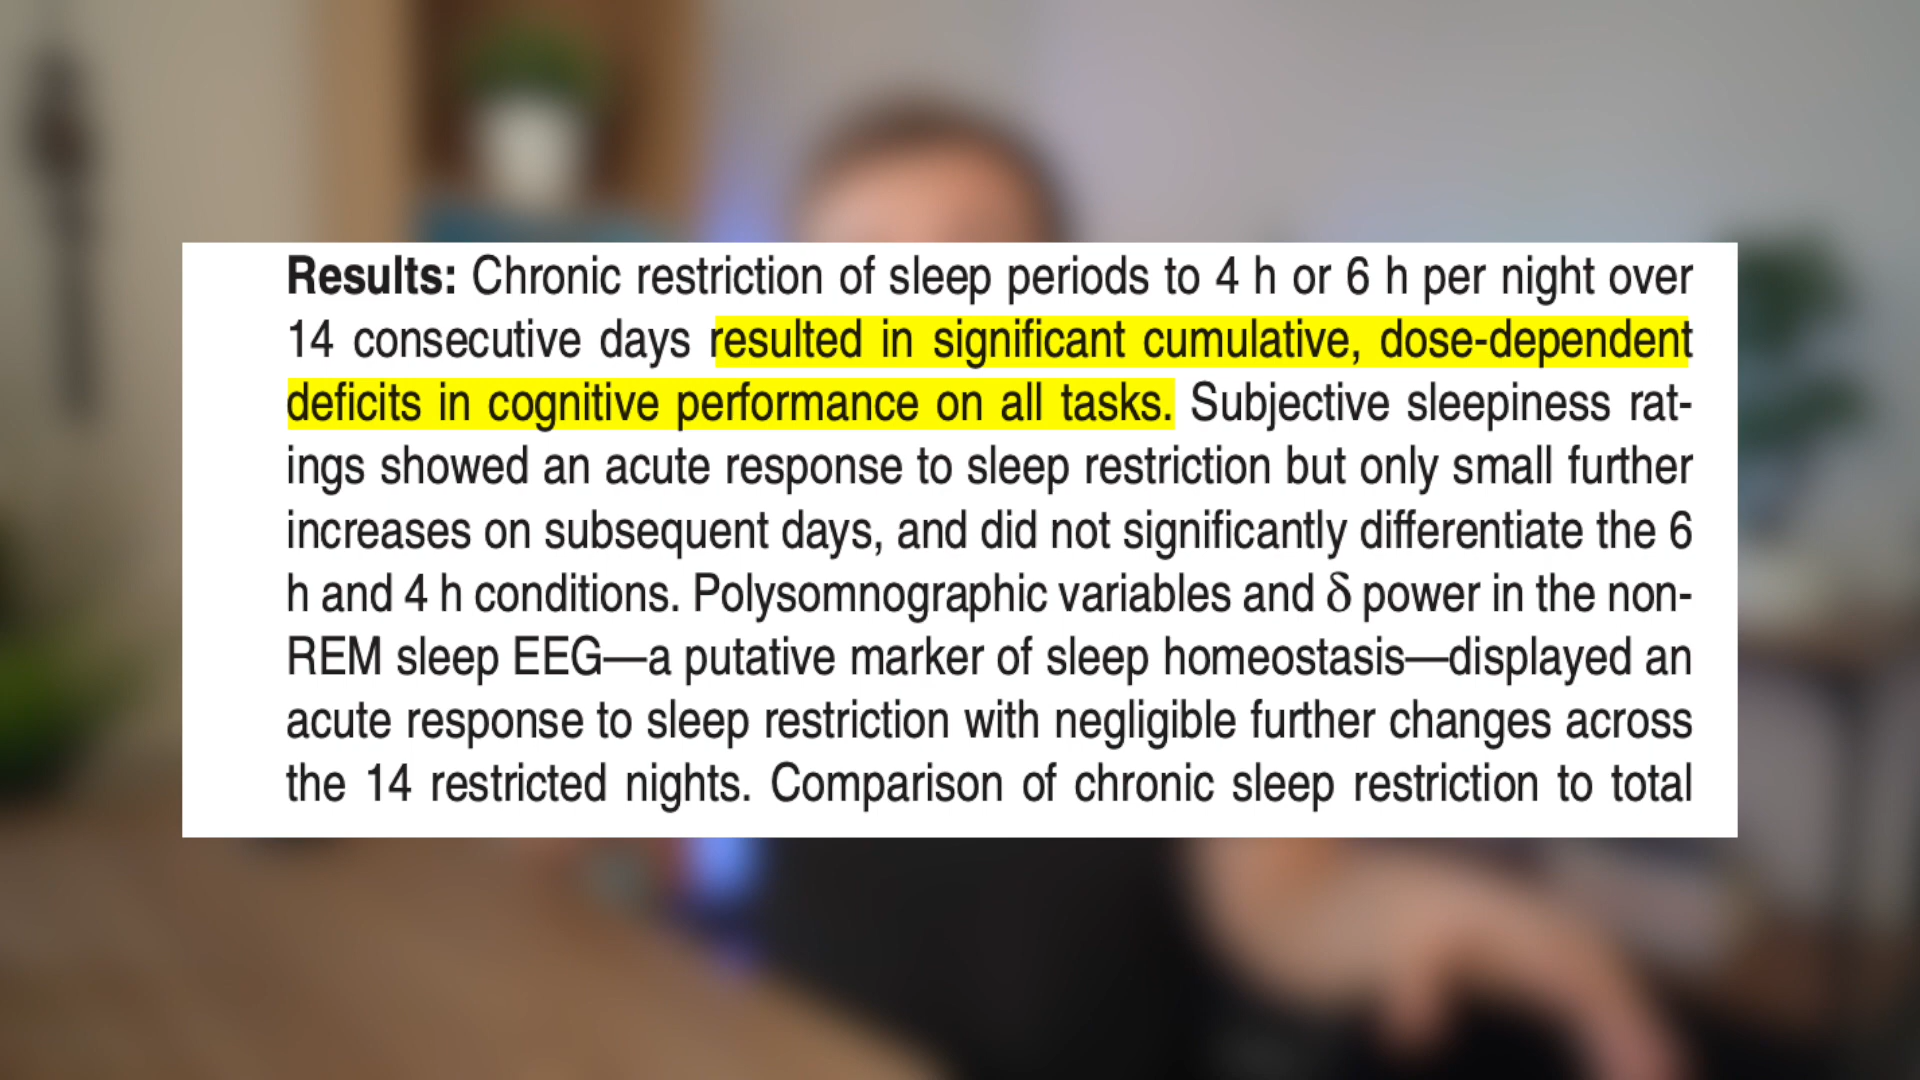 Results: Chronic restriction of sleep periods to 4 h or 6 h per night over
14 consecutive days resulted in significant cumulative, dose-dependent
deficits in cognitive performance on all tasks. Subjective sleepiness rat-
ings showed an acute response to sleep restriction but only small further
increases on subsequent days, and did not significantly differentiate the 6
h and 4 h conditions. Polysomnographic variables and δ power in the non-
REM sleep EEG—a putative marker of sleep homeostasis—displayed an
acute response to sleep restriction with negligible further changes across
the 14 restricted nights. Comparison of chronic sleep restriction to total